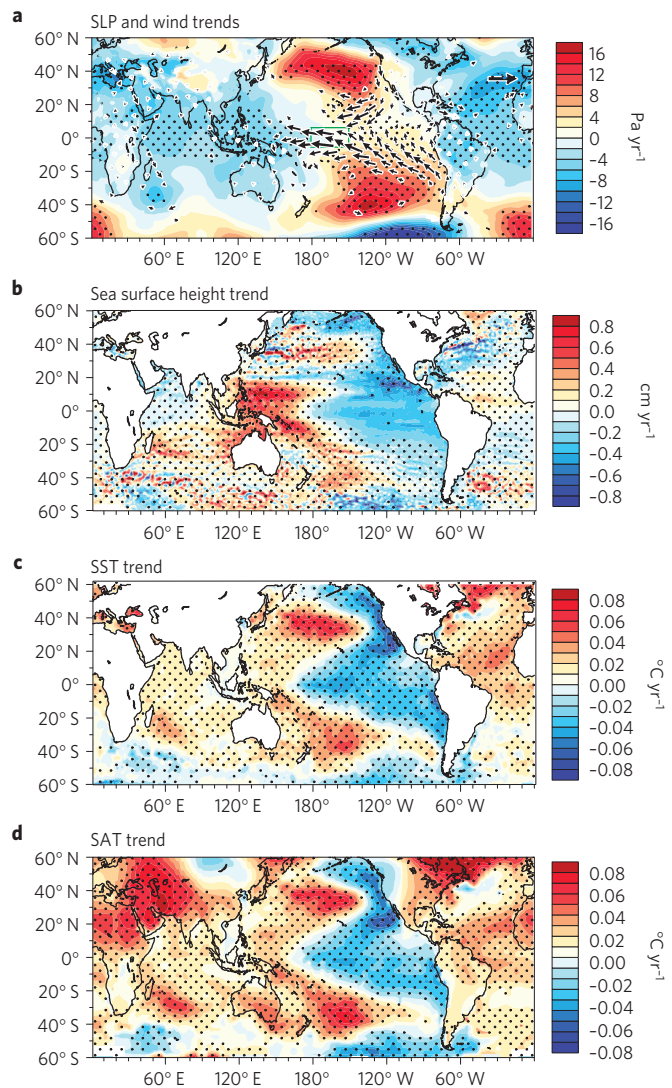 a
SLP and wind trends
60° N
40° N
20° N
0°
20° S
40° S
60° S
60° E
120° E
180°
120° W
60° W
16
12
8
4
0
–4
–8
–12
–16
Pa yr⁻¹
b
Sea surface height trend
60° N
40° N
20° N
0°
20° S
40° S
60° S
60° E
120° E
180°
120° W
60° W
0.8
0.6
0.4
0.2
0.0
–0.2
–0.4
–0.6
–0.8
cm yr⁻¹
c
SST trend
60° N
40° N
20° N
0°
20° S
40° S
60° S
60° E
120° E
180°
120° W
60° W
0.08
0.06
0.04
0.02
0.00
–0.02
–0.04
–0.06
–0.08
°C yr⁻¹
d
SAT trend
60° N
40° N
20° N
0°
20° S
40° S
60° S
60° E
120° E
180°
120° W
60° W
0.08
0.06
0.04
0.02
0.00
–0.02
–0.04
–0.06
–0.08
°C yr⁻¹